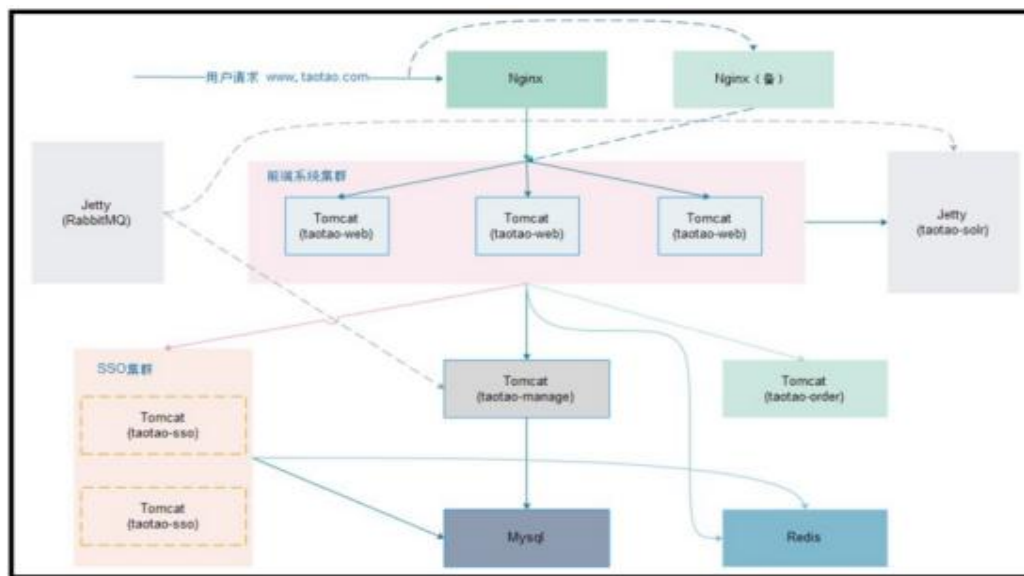 用户请求 www.taotao.com
Nginx
Nginx（备）
前端系统集群
Jetty
(RabbitMQ)
Tomcat
(taotao-web)
Tomcat
(taotao-web)
Tomcat
(taotao-web)
Jetty
(taotao-solr)
SSO集群
Tomcat
(taotao-sso)
Tomcat
(taotao-manage)
Tomcat
(taotao-order)
Tomcat
(taotao-sso)
Mysql
Redis